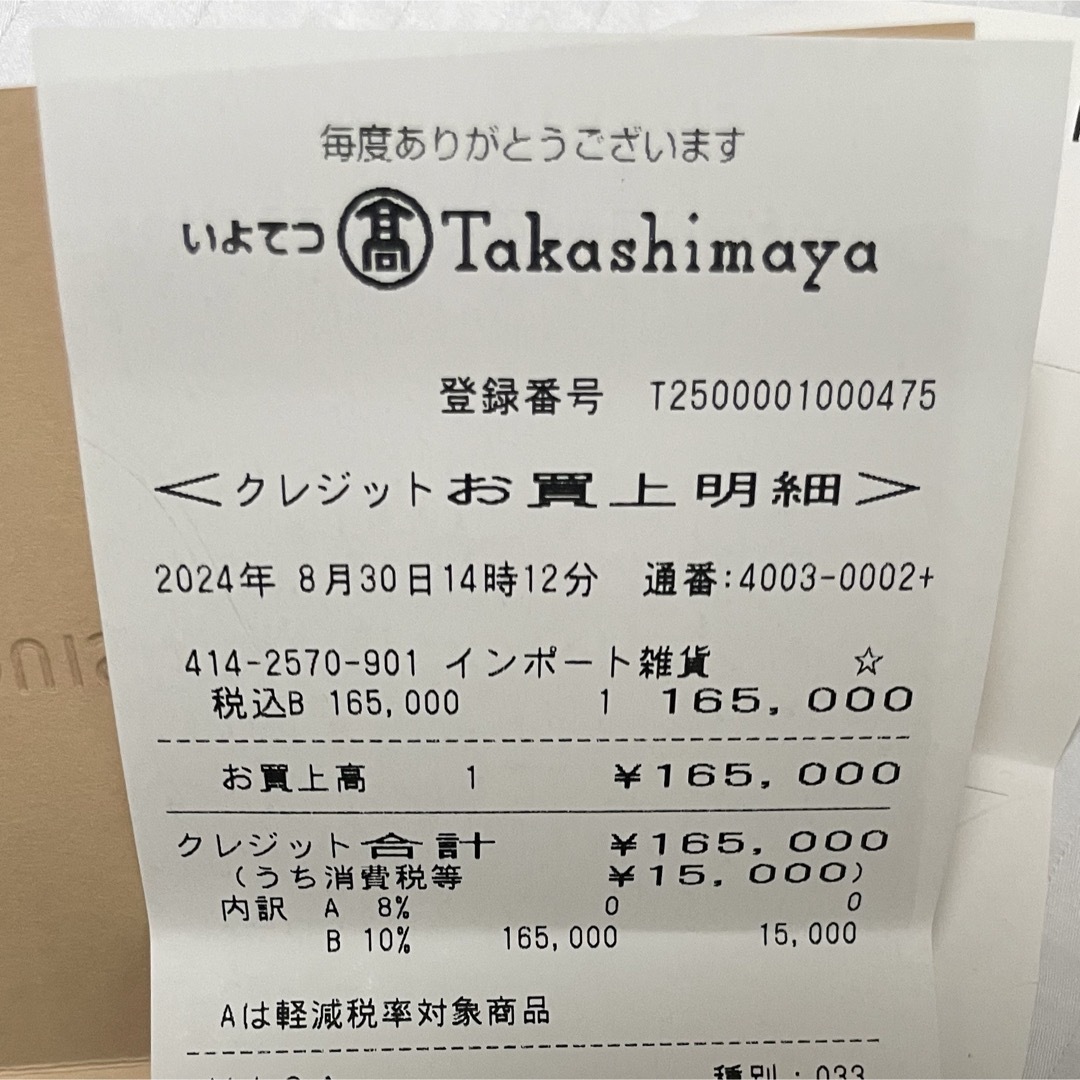 毎度ありがとうございます
いよてつ 髙 Takashimaya
登録番号 T2500001000475
＜クレジットお買上明細＞
2024年 8月30日14時12分 通番:4003-0002+
414-2570-901 インポート雑貨 ☆
税込B 165,000 1 165,000
お買上高 1 ¥165,000
クレジット合計 ¥165,000
(うち消費税等 ¥15,000)
内訳 A 8% 0 0
B 10% 165,000 15,000
Aは軽減税率対象商品
種別:033